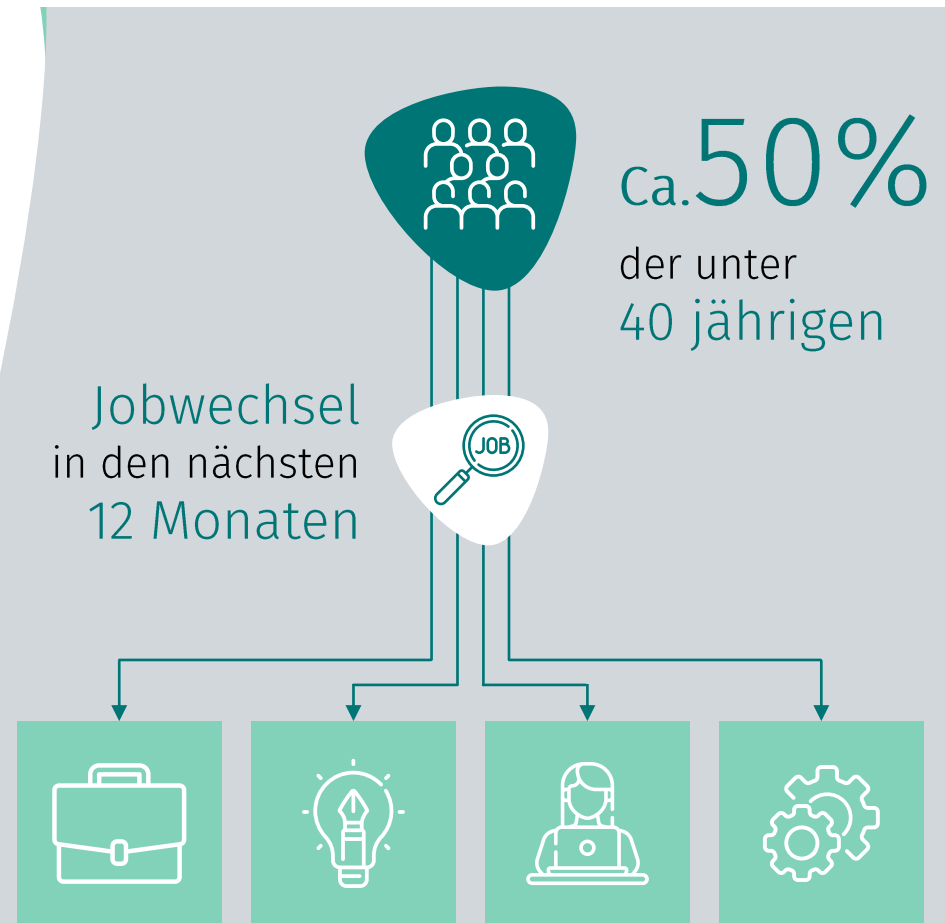 Ca. 50%
der unter
40 jährigen
Jobwechsel
in den nächsten
12 Monaten
JOB